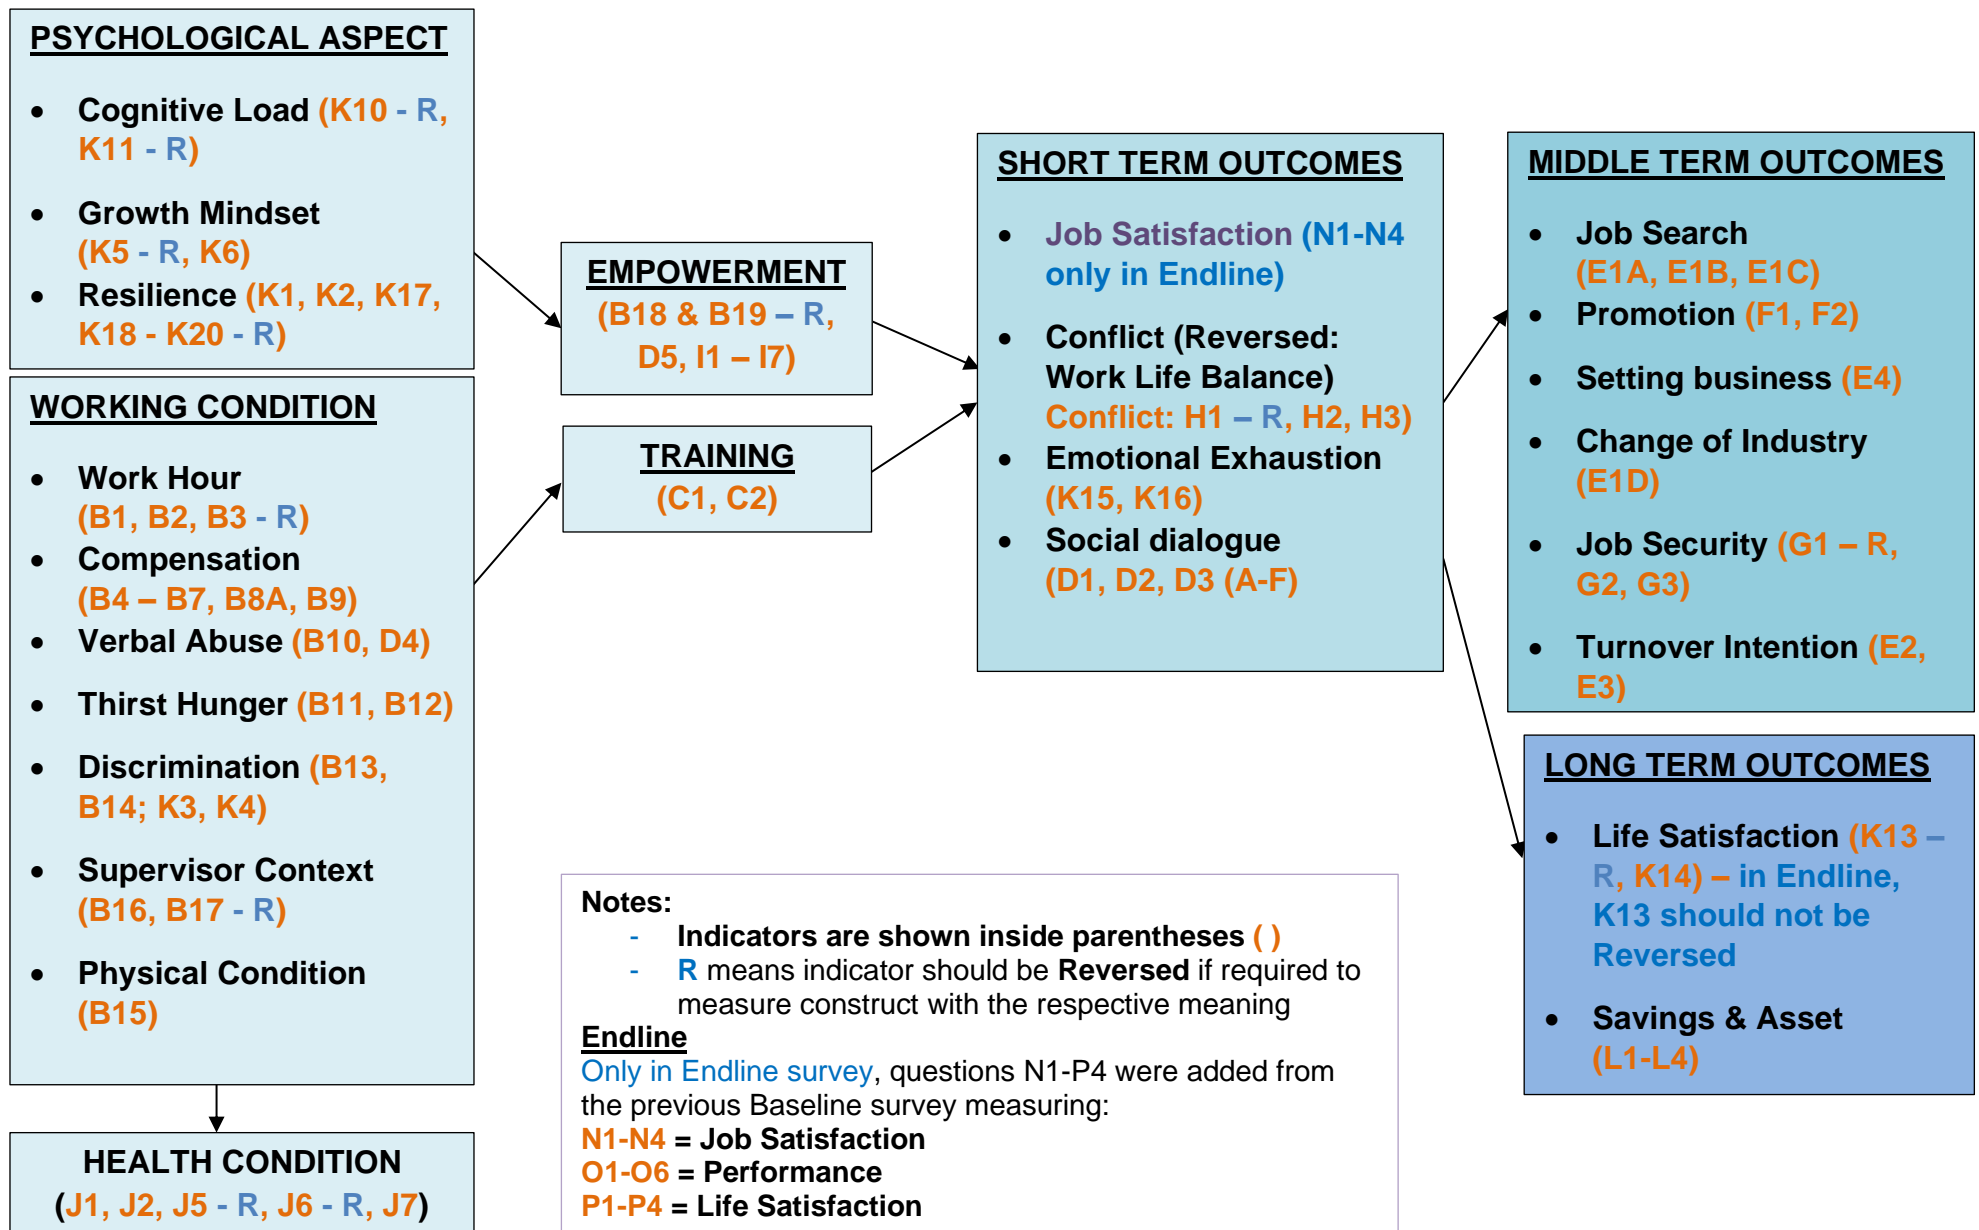 PSYCHOLOGICAL ASPECT
• Cognitive Load (K10 - R,
K11 - R)
• Growth Mindset
(K5 - R, K6)
• Resilience (K1, K2, K17,
K18 - K20 - R)
WORKING CONDITION
• Work Hour
(B1, B2, B3 - R)
• Compensation
(B4 – B7, B8A, B9)
• Verbal Abuse (B10, D4)
• Thirst Hunger (B11, B12)
• Discrimination (B13,
B14; K3, K4)
• Supervisor Context
(B16, B17 - R)
• Physical Condition
(B15)
HEALTH CONDITION
(J1, J2, J5 - R, J6 - R, J7)
EMPOWERMENT
(B18 & B19 – R,
D5, I1 – I7)
TRAINING
(C1, C2)
SHORT TERM OUTCOMES
• Job Satisfaction (N1-N4
only in Endline)
• Conflict (Reversed:
Work Life Balance)
Conflict: H1 – R, H2, H3)
• Emotional Exhaustion
(K15, K16)
• Social dialogue
(D1, D2, D3 (A-F)
MIDDLE TERM OUTCOMES
• Job Search
(E1A, E1B, E1C)
• Promotion (F1, F2)
• Setting business (E4)
• Change of Industry
(E1D)
• Job Security (G1 – R,
G2, G3)
• Turnover Intention (E2,
E3)
LONG TERM OUTCOMES
• Life Satisfaction (K13 –
R, K14) – in Endline,
K13 should not be
Reversed
• Savings & Asset
(L1-L4)
Notes:
- Indicators are shown inside parentheses ( )
- R means indicator should be Reversed if required to
measure construct with the respective meaning
Endline
Only in Endline survey, questions N1-P4 were added from
the previous Baseline survey measuring:
N1-N4 = Job Satisfaction
O1-O6 = Performance
P1-P4 = Life Satisfaction